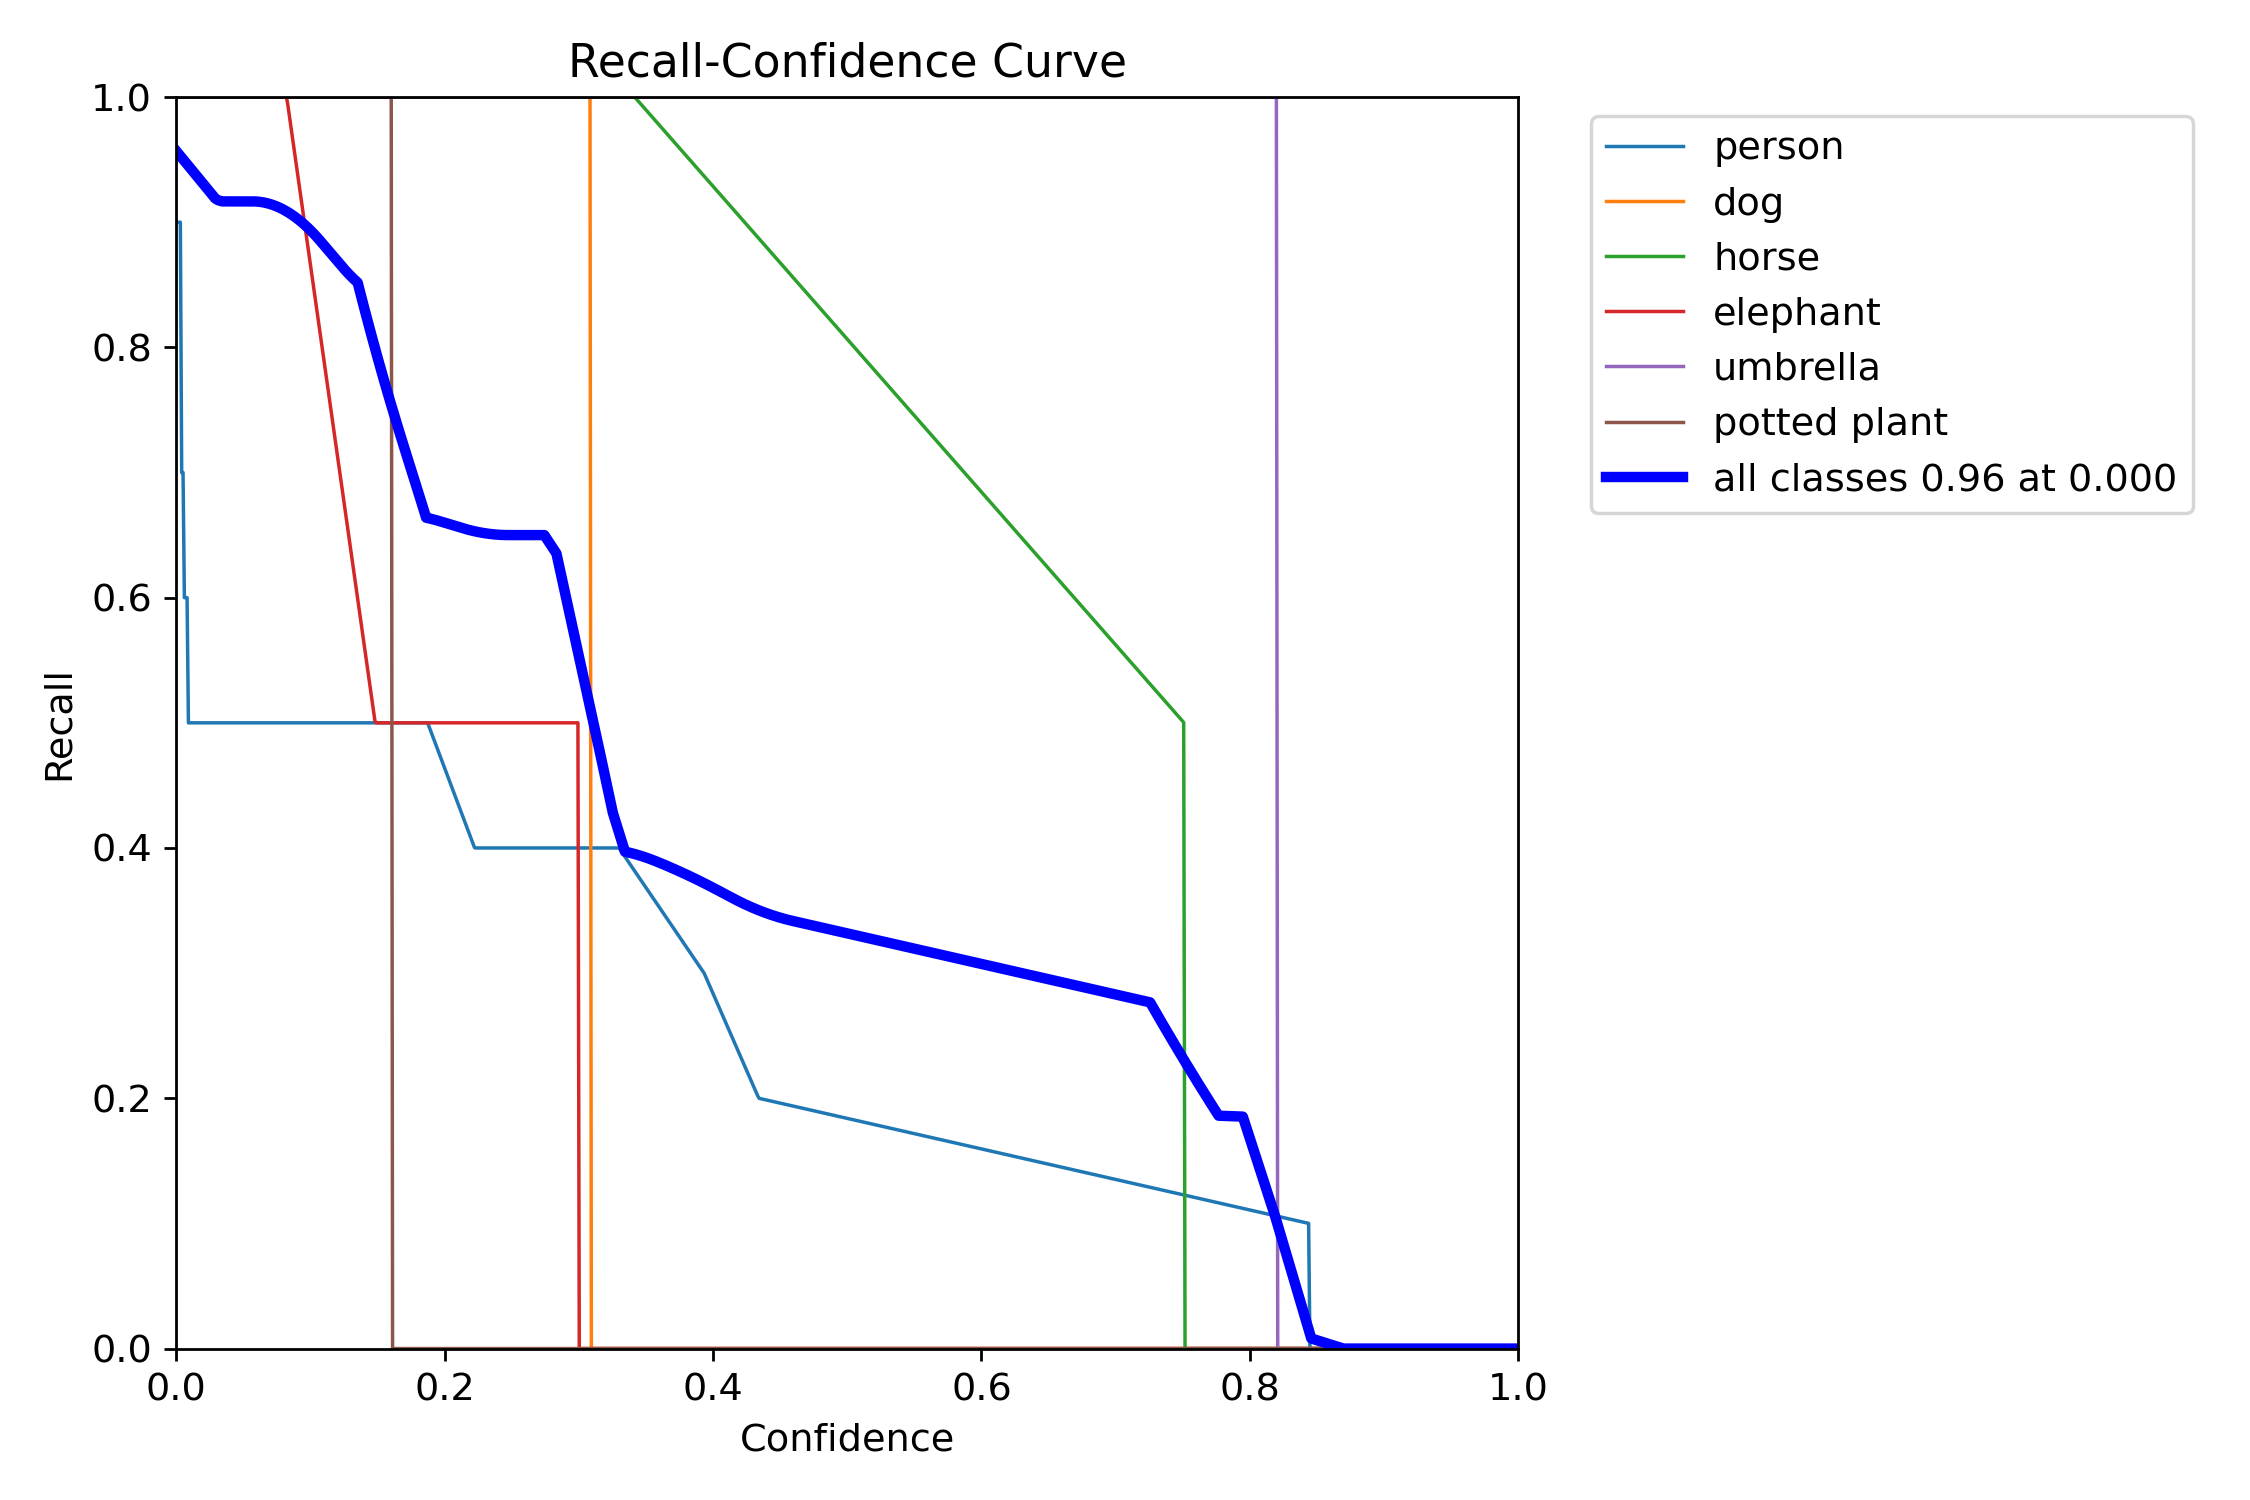 Recall-Confidence Curve
1.0
0.8
0.6
0.4
0.2
0.0
Recall
0.0 0.2 0.4 0.6 0.8 1.0
Confidence
person
dog
horse
elephant
umbrella
potted plant
all classes 0.96 at 0.000